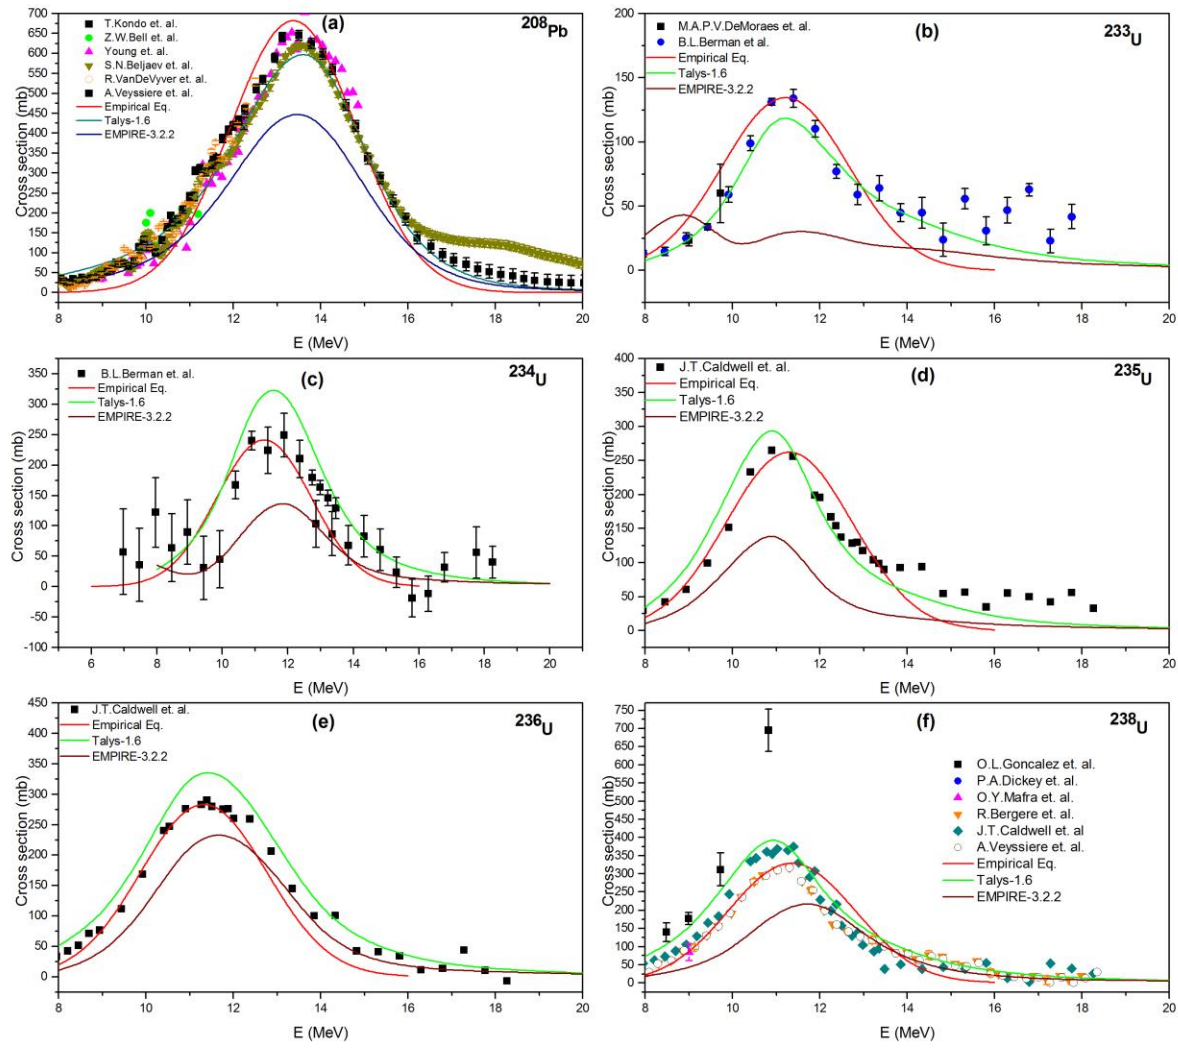 (a)
208Pb
T.Kondo et. al.
Z.W.Bell et. al.
Young et. al.
S.N.Beljaev et. al.
R.VanDeVyver et. al.
A.Veyssiere et. al.
Empirical Eq.
Talys-1.6
EMPIRE-3.2.2
Cross section (mb)
700
650
600
550
500
450
400
350
300
250
200
150
100
50
0
8 10 12 14 16 18 20
E (MeV)
(b)
233U
M.A.P.V.DeMoraes et. al.
B.L.Berman et al.
Empirical Eq.
Talys-1.6
EMPIRE-3.2.2
Cross section (mb)
200
150
100
50
0
8 10 12 14 16 18 20
E (MeV)
(c)
234U
B.L.Berman et. al.
Empirical Eq.
Talys-1.6
EMPIRE-3.2.2
Cross section (mb)
350
300
250
200
150
100
50
0
-50
-100
6 8 10 12 14 16 18 20
E (MeV)
(d)
235U
J.T.Caldwell et. al.
Empirical Eq.
Talys-1.6
EMPIRE-3.2.2
Cross section (mb)
400
350
300
250
200
150
100
50
0
8 10 12 14 16 18 20
E (MeV)
(e)
236U
J.T.Caldwell et. al.
Empirical Eq.
Talys-1.6
EMPIRE-3.2.2
Cross section (mb)
450
400
350
300
250
200
150
100
50
0
8 10 12 14 16 18 20
E (MeV)
(f)
238U
O.L.Goncalez et. al.
P.A.Dickey et. al.
O.Y.Mafra et. al.
R.Bergere et. al.
J.T.Caldwell et. al
A.Veyssiere et. al.
Empirical Eq.
Talys-1.6
EMPIRE-3.2.2
Cross section (mb)
750
700
650
600
550
500
450
400
350
300
250
200
150
100
50
0
8 10 12 14 16 18 20
E (MeV)